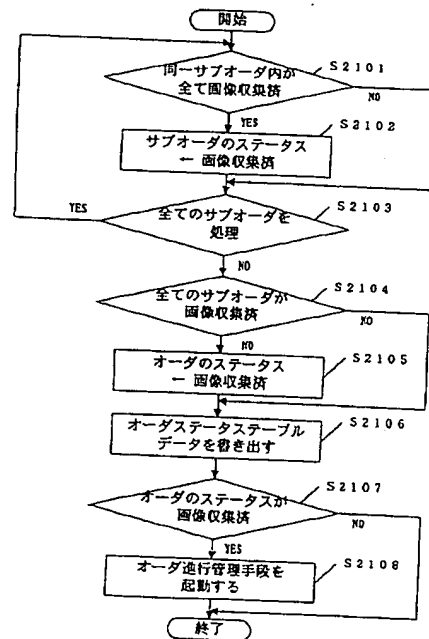 開始
同一サブオーダ内が
全て画像収集済
S2101
NO
YES
S2102
サブオーダのステータス
← 画像収集済
S2103
YES
全てのサブオーダを
処理
NO
S2104
全てのサブオーダが
画像収集済
NO
NO
オーダのステータス
← 画像収集済
S2105
オーダステータステーブル
データを書き出す
S2106
S2107
オーダのステータスが
画像収集済
NO
YES
S2108
オーダ進行管理手段を
起動する
終了